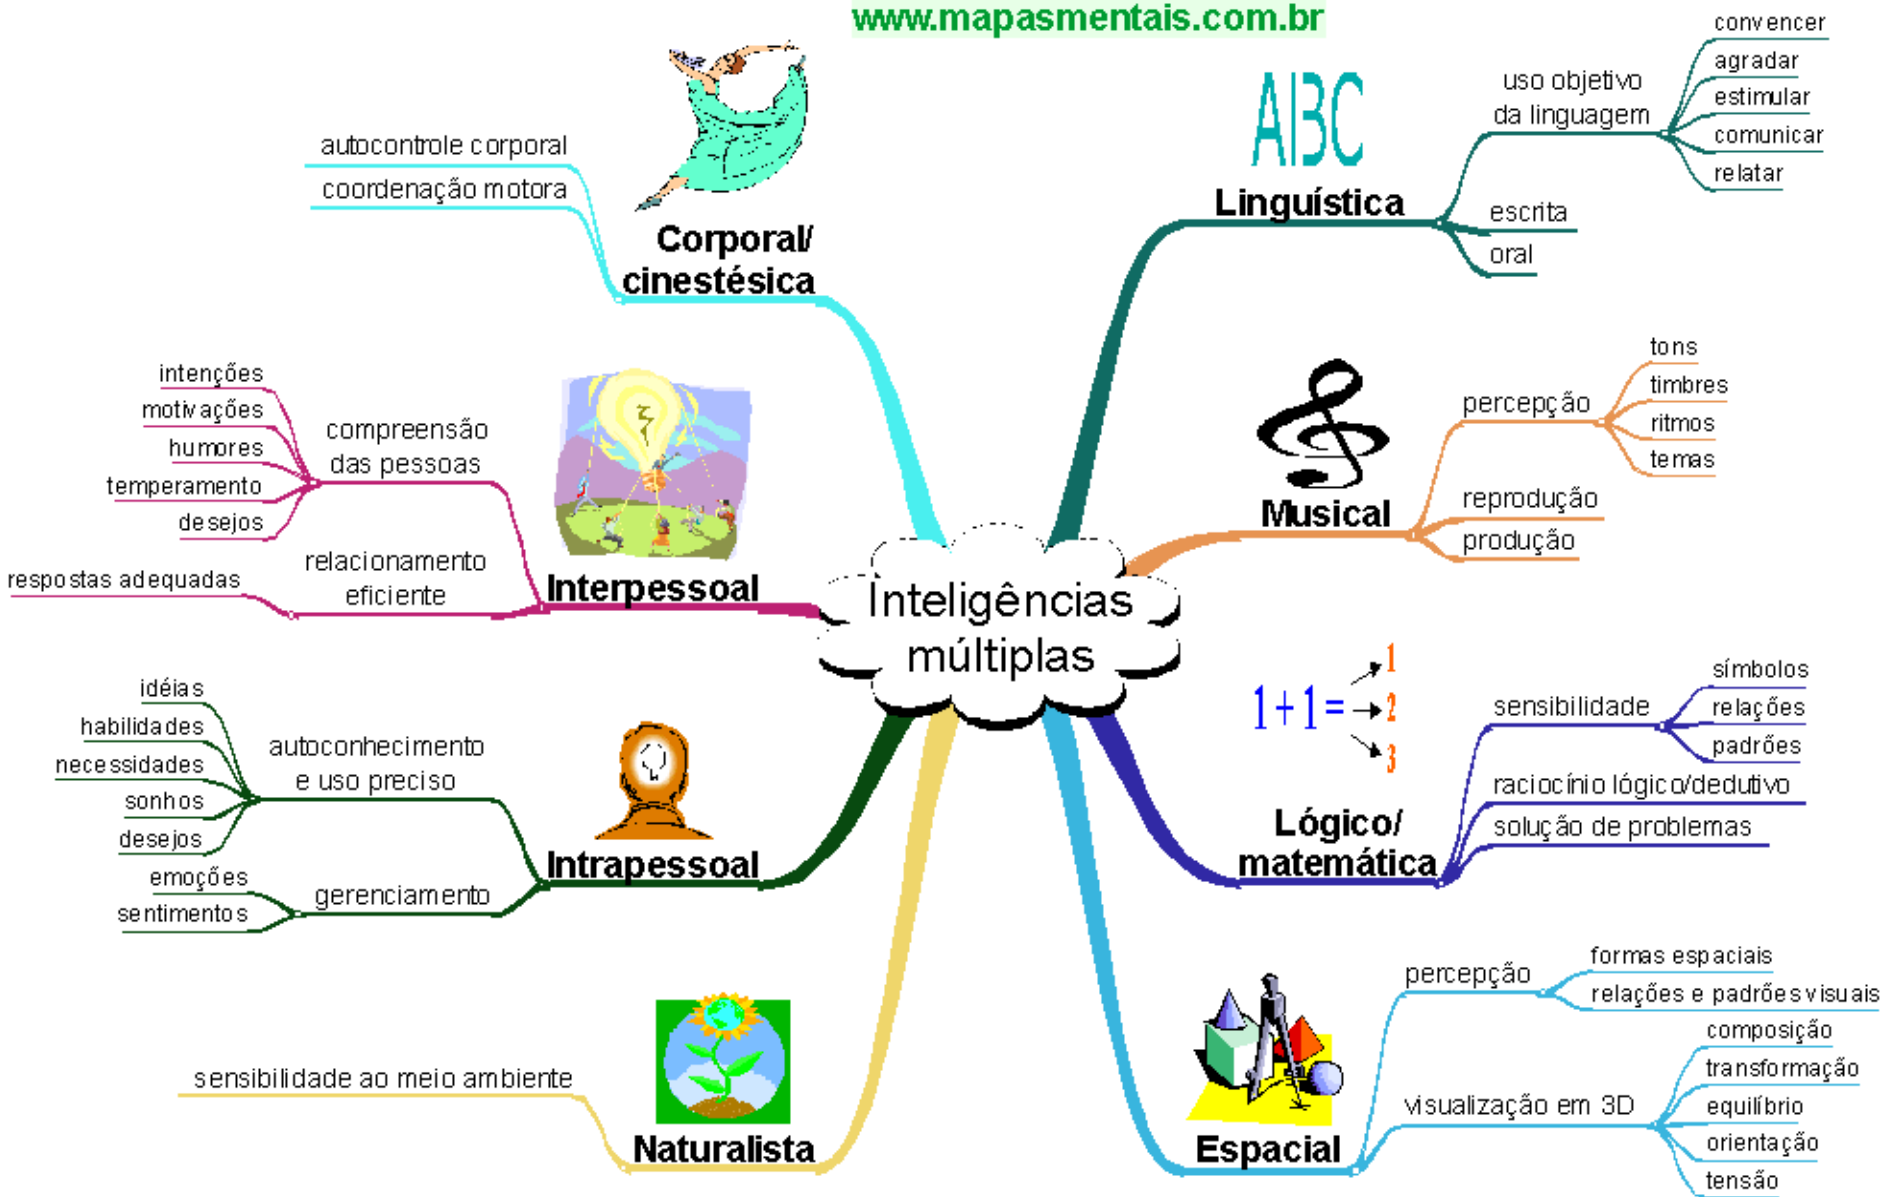 www.mapasmentais.com.br
Inteligências
múltiplas
ABC
Linguística
uso objetivo
da linguagem
convencer
agradar
estimular
comunicar
relatar
escrita
oral
Musical
percepção
tons
timbres
ritmos
temas
reprodução
produção
1+1=
1
2
3
Lógico/
matemática
sensibilidade
símbolos
relações
padrões
raciocínio lógico/dedutivo
solução de problemas
Espacial
percepção
formas espaciais
relações e padrões visuais
visualização em 3D
composição
transformação
equilíbrio
orientação
tensão
Corporal/
cinestésica
autocontrole corporal
coordenação motora
Interpessoal
compreensão
das pessoas
intenções
motivações
humores
temperamento
desejos
relacionamento
eficiente
respostas adequadas
Intrapessoal
autoconhecimento
e uso preciso
idéias
habilidades
necessidades
sonhos
desejos
gerenciamento
emoções
sentimentos
Naturalista
sensibilidade ao meio ambiente